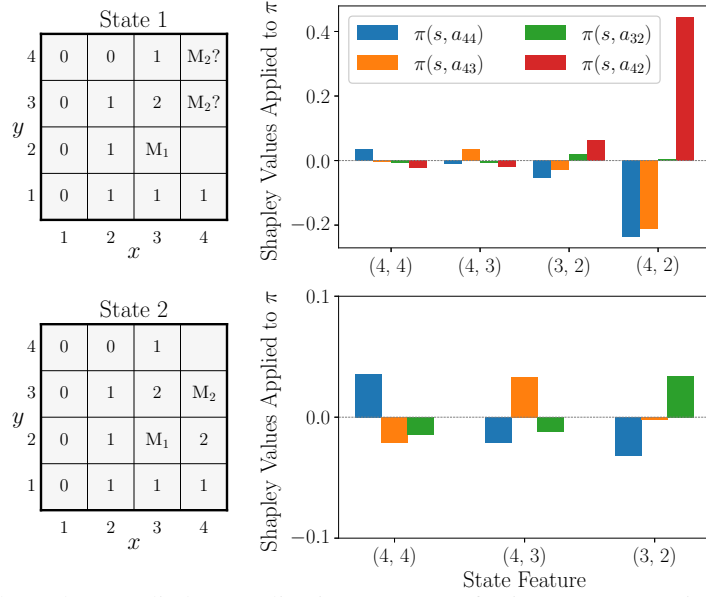 State 1
y
4 0 0 1 M₂?
3 0 1 2 M₂?
2 0 1 M₁
1 0 1 1 1
1 2 3 4
x
Shapley Values Applied to π
0.4
0.2
0.0
−0.2
π(s, a₄₄) π(s, a₃₂)
π(s, a₄₃) π(s, a₄₂)
(4, 4) (4, 3) (3, 2) (4, 2)
State 2
y
4 0 0 1
3 0 1 2 M₂
2 0 1 M₁ 2
1 0 1 1 1
1 2 3 4
x
Shapley Values Applied to π
0.1
0.0
−0.1
(4, 4) (4, 3) (3, 2)
State Feature